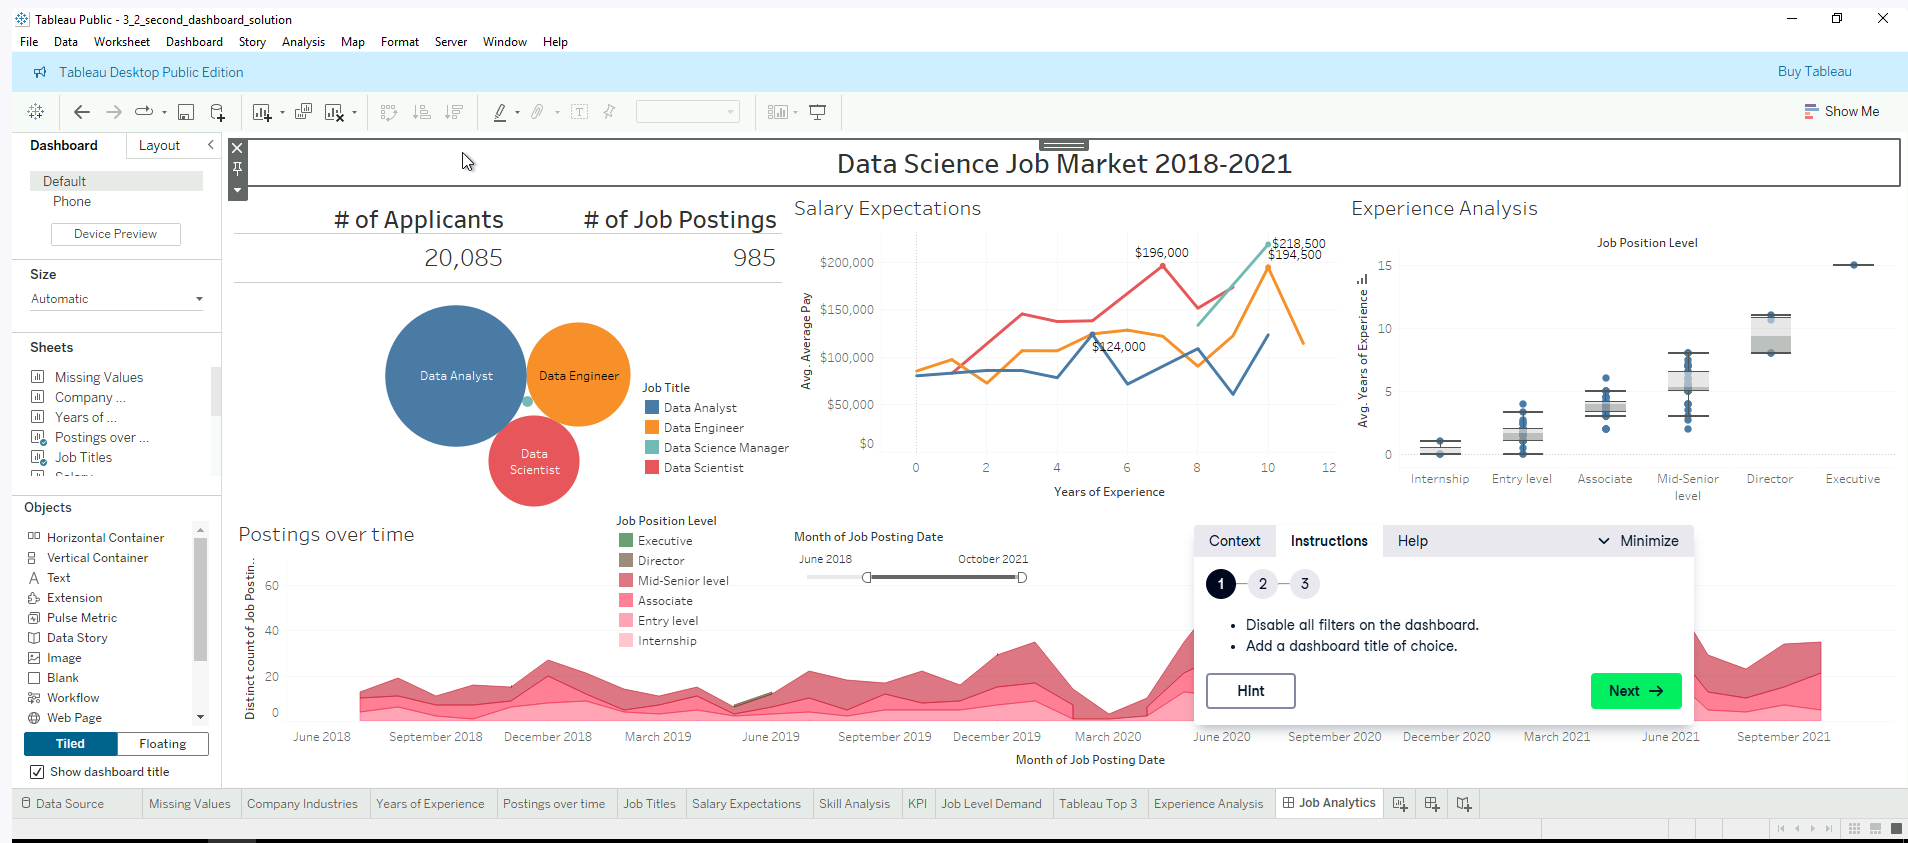 Tableau Public - 3_2_second_dashboard_solution
File Data Worksheet Dashboard Story Analysis Map Format Server Window Help
Tableau Desktop Public Edition
Buy Tableau
Show Me
Dashboard
Layout
Default
Phone
Device Preview
Size
Automatic
Sheets
Missing Values
Company ...
Years of ...
Postings over ...
Job Titles
Objects
Horizontal Container
Vertical Container
Text
Extension
Pulse Metric
Data Story
Image
Blank
Workflow
Web Page
Tiled
Floating
Show dashboard title
Data Science Job Market 2018-2021
# of Applicants
# of Job Postings
20,085
985
Data Analyst
Data Engineer
Data
Scientist
Job Title
Data Analyst
Data Engineer
Data Science Manager
Data Scientist
Salary Expectations
Avg. Average Pay
$200,000
$150,000
$100,000
$50,000
$0
$196,000
$218,500
$194,500
$124,000
0 2 4 6 8 10 12
Years of Experience
Experience Analysis
Job Position Level
Avg. Years of Experience
15
10
5
0
Internship
Entry level
Associate
Mid-Senior
level
Director
Executive
Postings over time
Distinct count of Job Postin..
60
40
20
0
Job Position Level
Executive
Director
Mid-Senior level
Associate
Entry level
Internship
Month of Job Posting Date
June 2018
October 2021
June 2018 September 2018 December 2018 March 2019 June 2019 September 2019 December 2019 March 2020 June 2020 September 2020 December 2020 March 2021 June 2021 September 2021
Month of Job Posting Date
Context
Instructions
Help
Minimize
1 2 3
• Disable all filters on the dashboard.
• Add a dashboard title of choice.
Hint
Next
Data Source Missing Values Company Industries Years of Experience Postings over time Job Titles Salary Expectations Skill Analysis KPI Job Level Demand Tableau Top 3 Experience Analysis Job Analytics